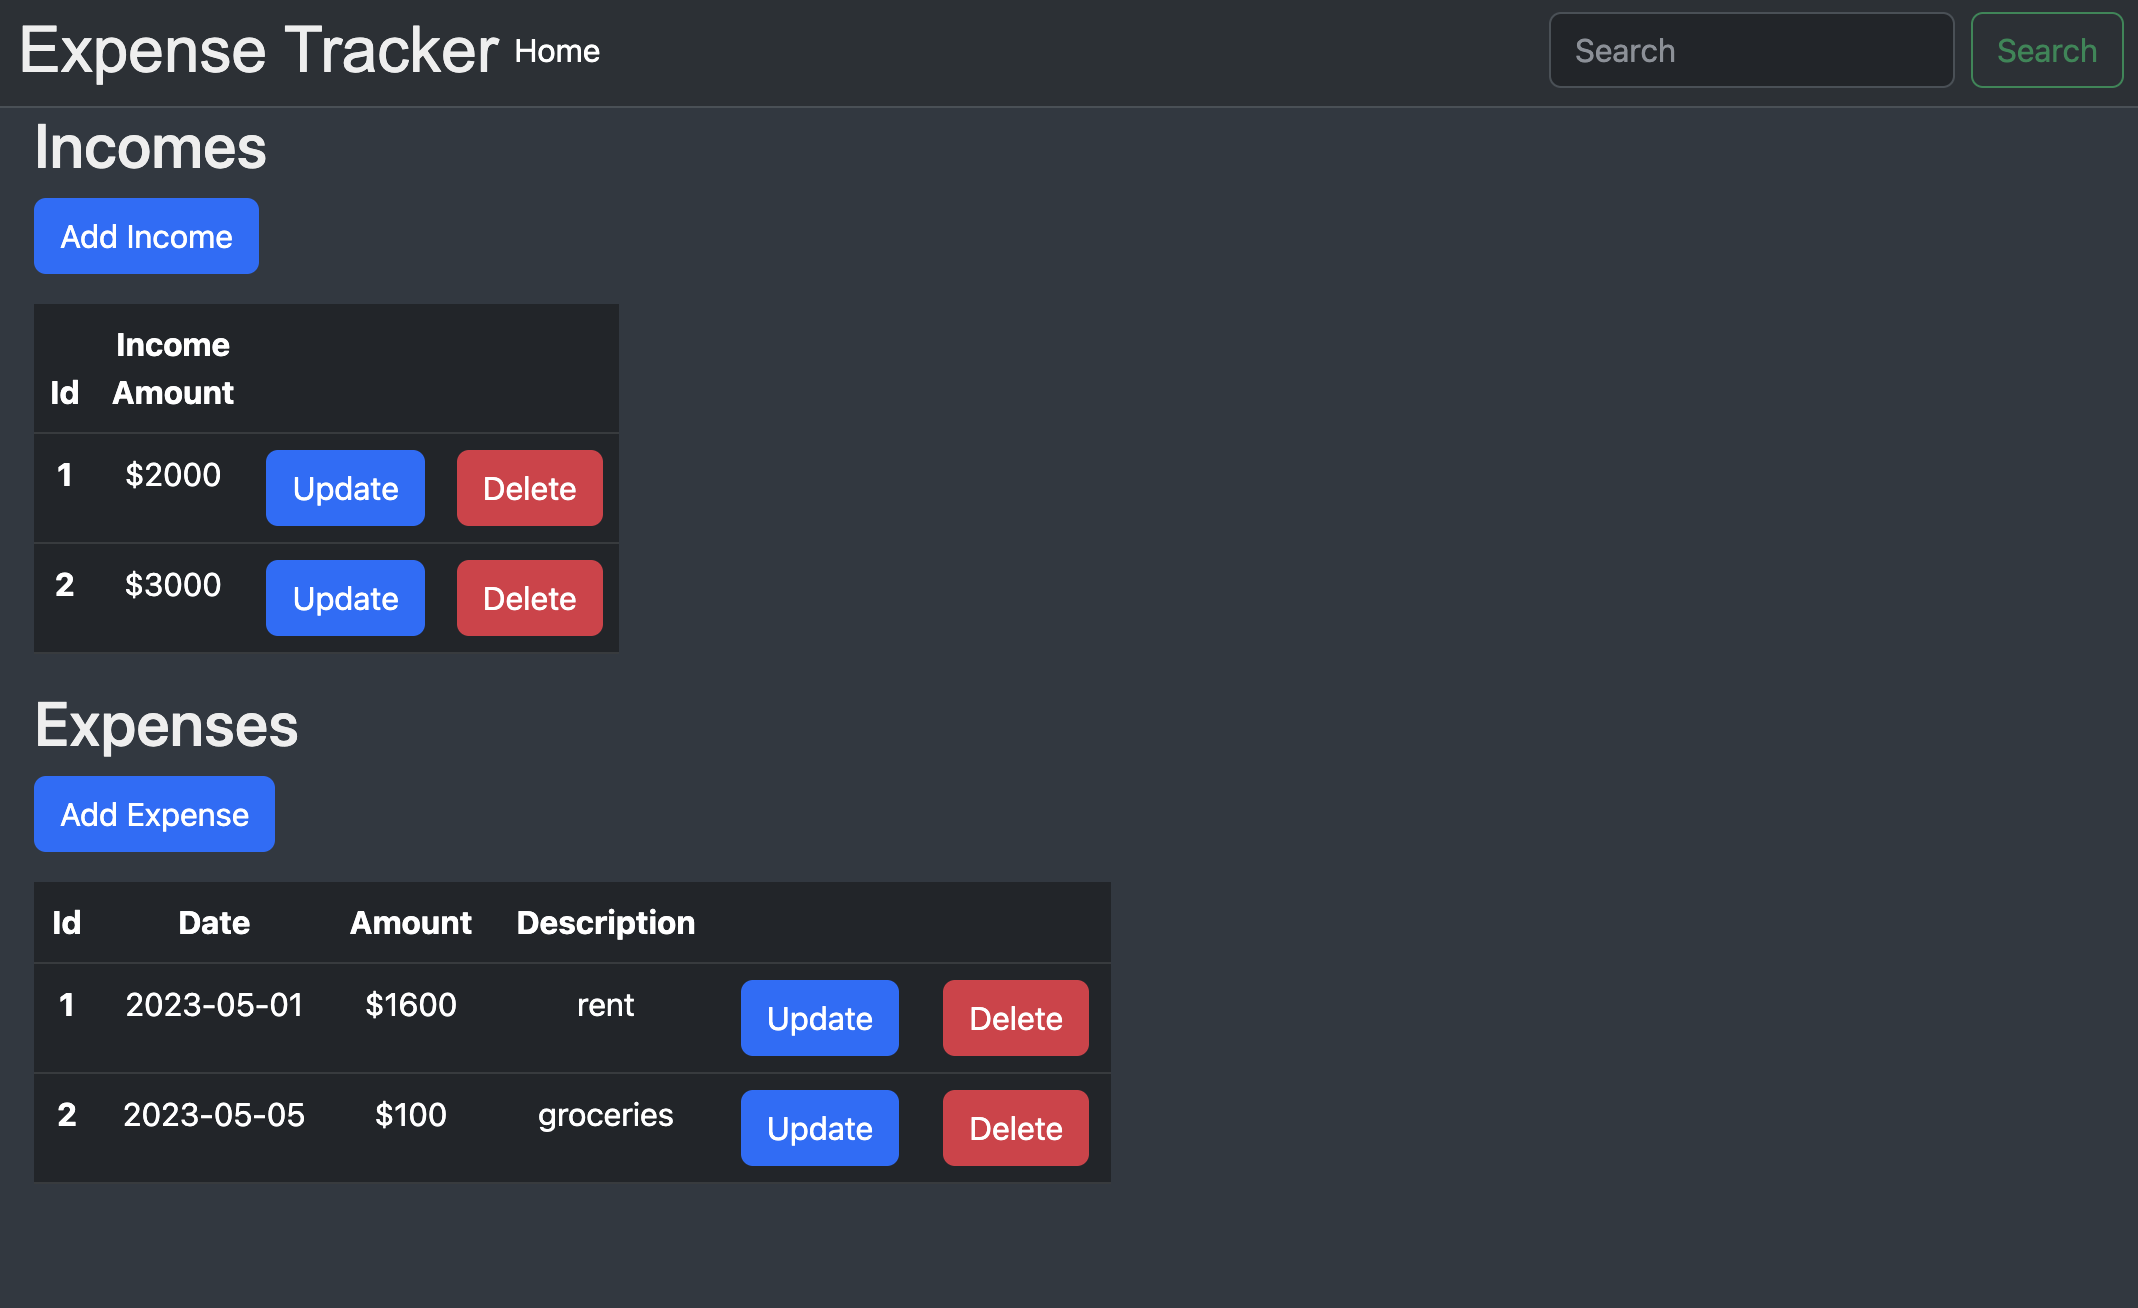 Expense Tracker Home Search Search
Incomes
Add Income
Income
Id Amount
1 $2000 Update Delete
2 $3000 Update Delete
Expenses
Add Expense
Id Date Amount Description
1 2023-05-01 $1600 rent Update Delete
2 2023-05-05 $100 groceries Update Delete